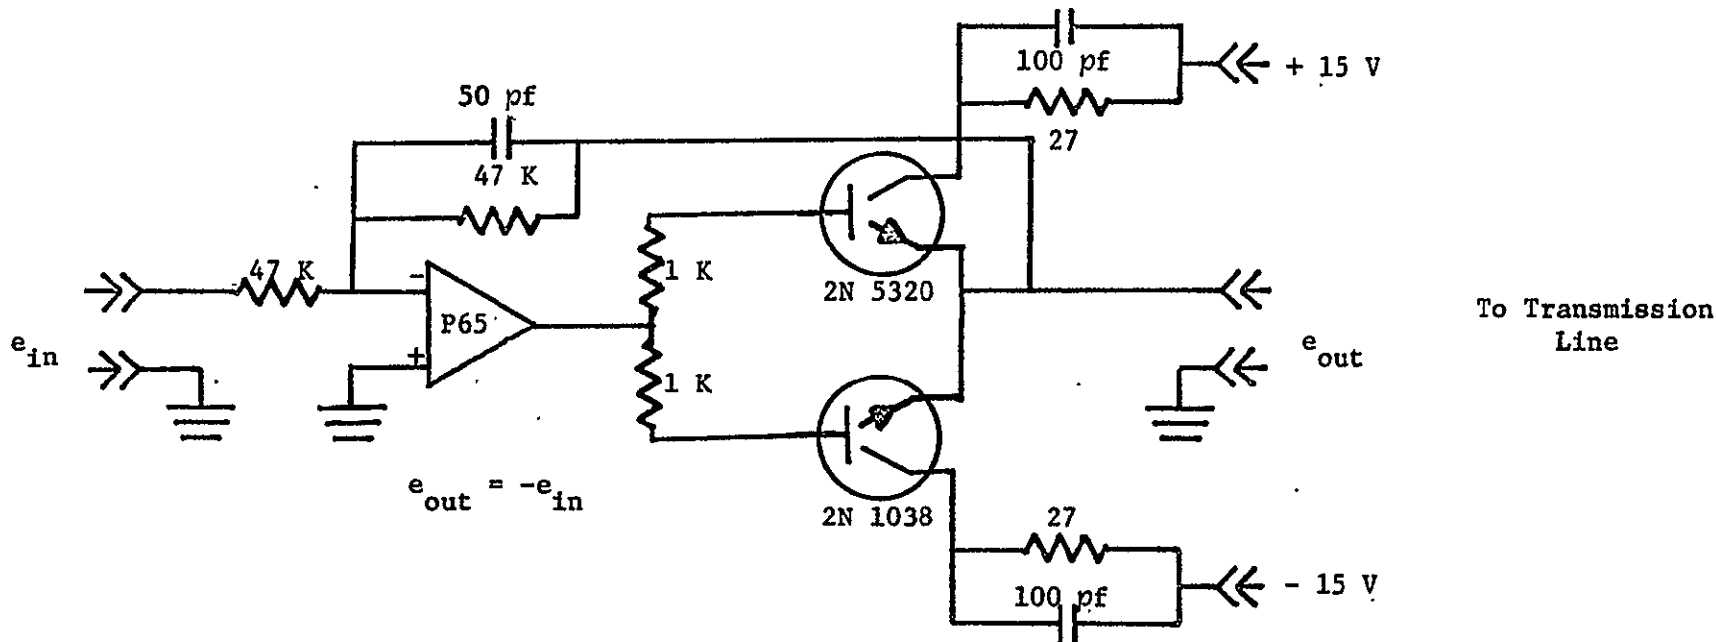 100 pf
+ 15 V
27
50 pf
47 K
47 K
-
P65
+
1 K
1 K
2N 5320
e in
e out
To Transmission
Line
e out = -e in
2N 1038
27
100 pf
- 15 V